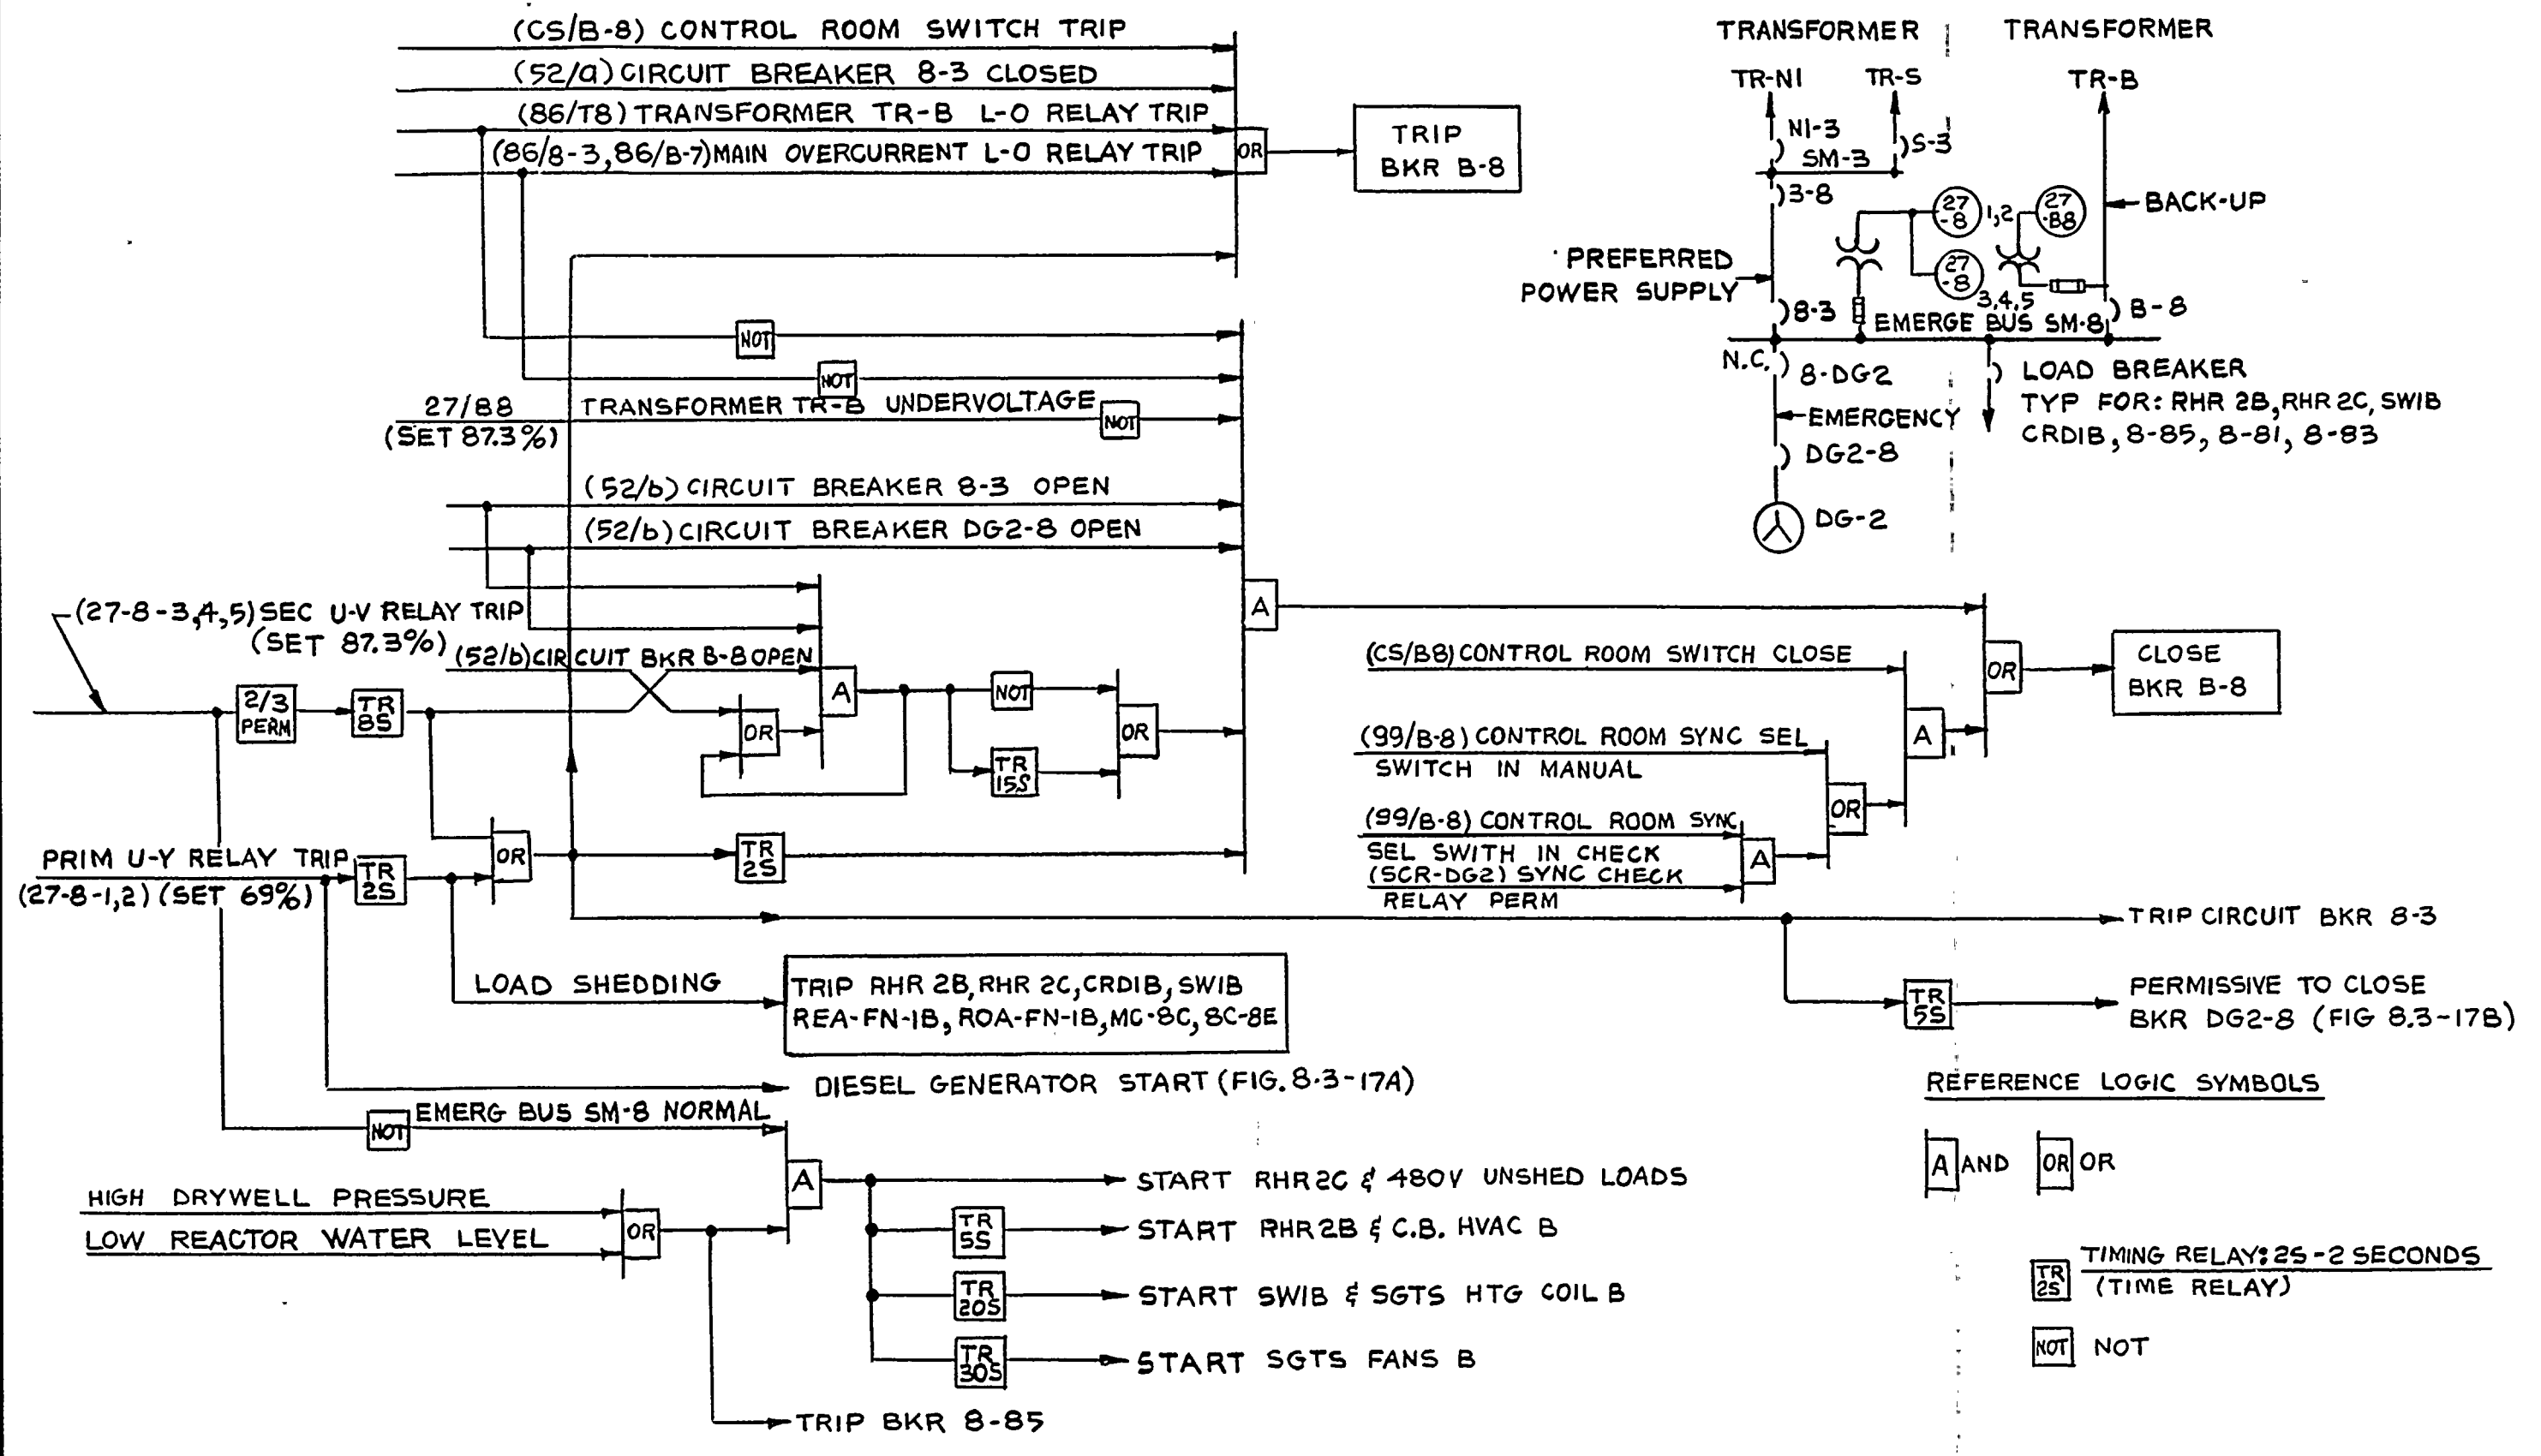 (CS/B-8) CONTROL ROOM SWITCH TRIP
(52/a) CIRCUIT BREAKER 8-3 CLOSED
(86/T8) TRANSFORMER TR-B L-O RELAY TRIP
(86/8-3, 86/B-7) MAIN OVERCURRENT L-O RELAY TRIP
OR
TRIP
BKR B-8
NOT
NOT
27/88 TRANSFORMER TR-B UNDERVOLTAGE
(SET 87.3%)
NOT
(52/b) CIRCUIT BREAKER 8-3 OPEN
(52/b) CIRCUIT BREAKER DG2-8 OPEN
A
(27-8-3,4,5) SEC U-V RELAY TRIP
(SET 87.3%)
(52/b) CIRCUIT BKR B-8 OPEN
2/3
PERM
TR
8S
OR
A
NOT
TR
15S
OR
PRIM U-Y RELAY TRIP
(27-8-1,2) (SET 69%)
TR
2S
OR
TR
2S
LOAD SHEDDING
TRIP RHR 2B, RHR 2C, CRDIB, SWIB
REA-FN-1B, ROA-FN-1B, MC-8C, 8C-8E
DIESEL GENERATOR START (FIG. 8.3-17A)
NOT
EMERG BUS SM-8 NORMAL
HIGH DRYWELL PRESSURE
LOW REACTOR WATER LEVEL
OR
A
START RHR 2C & 480V UNSHED LOADS
TR
5S
START RHR 2B & C.B. HVAC B
TR
20S
START SWIB & SGTS HTG COIL B
TR
30S
START SGTS FANS B
TRIP BKR 8-85
TRANSFORMER TRANSFORMER
TR-N1 TR-S TR-B
N1-3
SM-3
S-3
3-8
27
-8
1,2
27
-B8
BACK-UP
PREFERRED
POWER SUPPLY
27
-8
3,4,5
8-3
EMERGE BUS SM-8
B-8
N.C.
8-DG2
EMERGENCY
DG2-8
DG-2
LOAD BREAKER
TYP FOR: RHR 2B, RHR 2C, SWIB
CRDIB, 8-85, 8-81, 8-83
(CS/B8) CONTROL ROOM SWITCH CLOSE
(99/B-8) CONTROL ROOM SYNC SEL
SWITCH IN MANUAL
(99/B-8) CONTROL ROOM SYNC
SEL SWITH IN CHECK
(SCR-DG2) SYNC CHECK
RELAY PERM
A
OR
A
OR
CLOSE
BKR B-8
TRIP CIRCUIT BKR 8-3
TR
5S
PERMISSIVE TO CLOSE
BKR DG2-8 (FIG 8.3-17B)
REFERENCE LOGIC SYMBOLS
A AND OR OR
TR
2S
TIMING RELAY: 2S - 2 SECONDS
(TIME RELAY)
NOT NOT